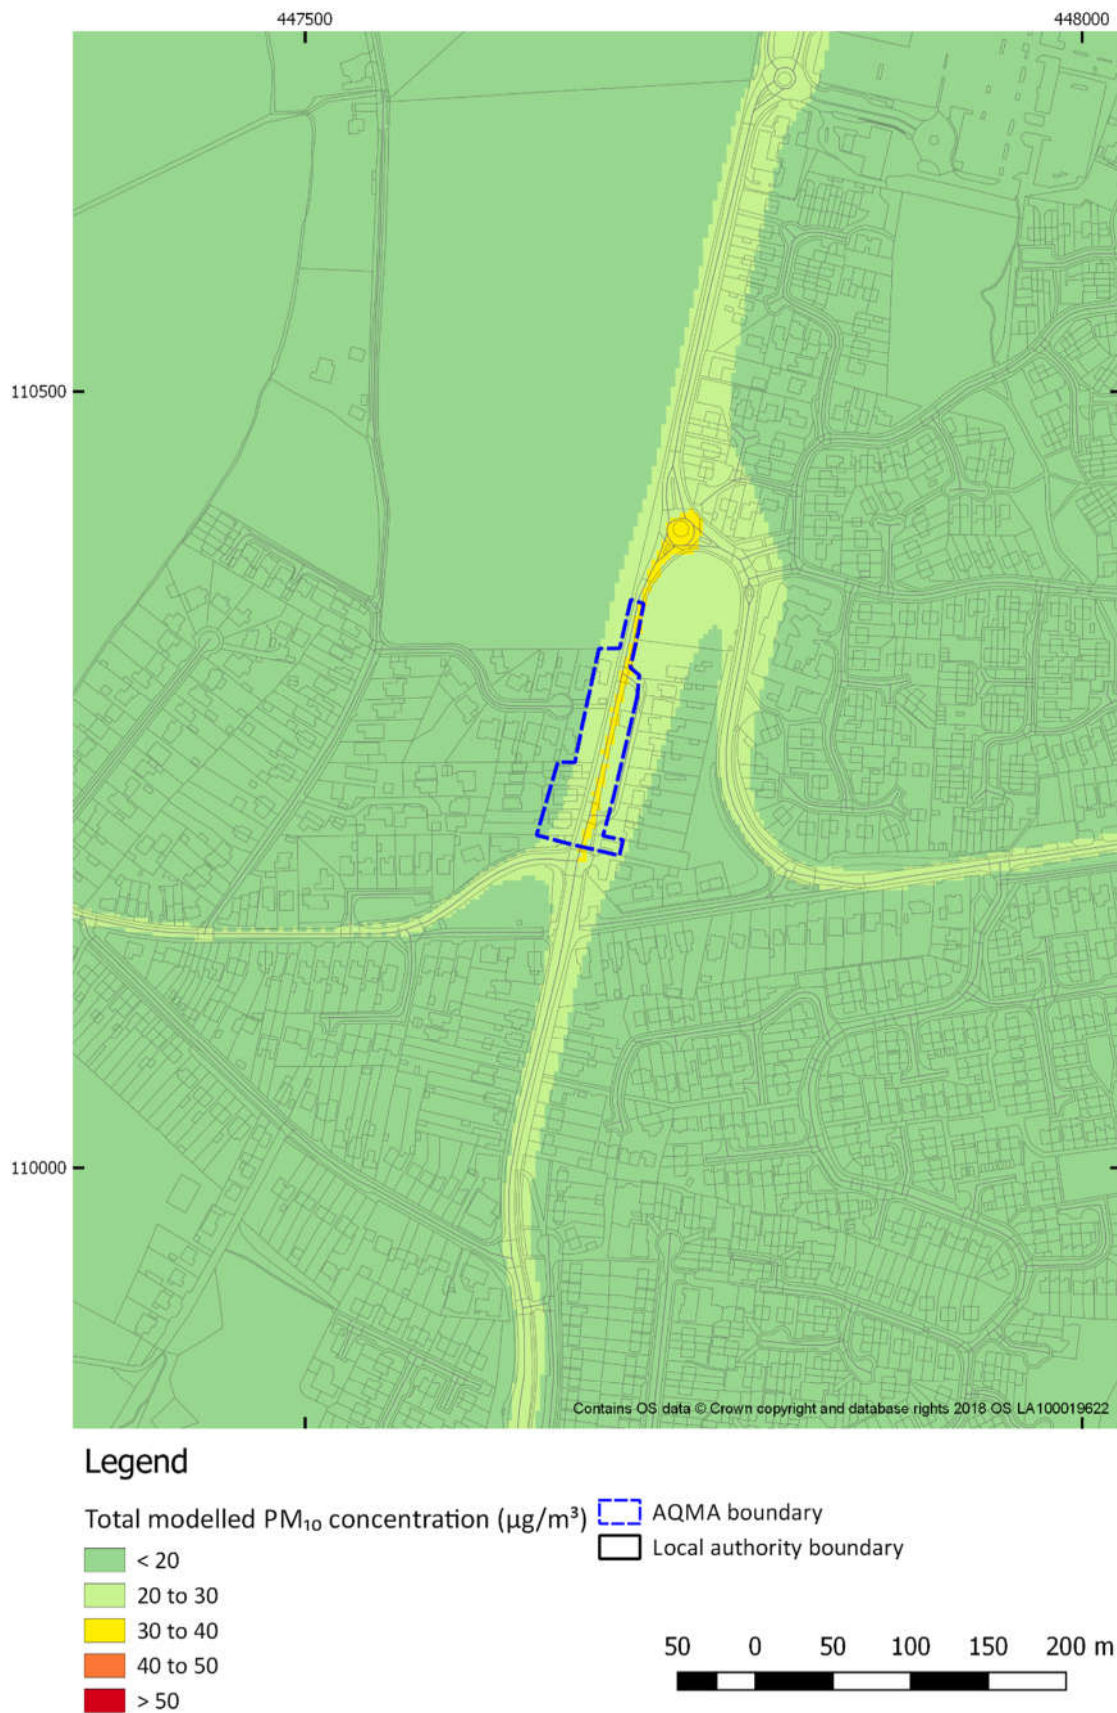 447500 448000
110500
110000
Contains OS data © Crown copyright and database rights 2018 OS LA100019622
Legend
Total modelled PM₁₀ concentration (µg/m³)
< 20
20 to 30
30 to 40
40 to 50
> 50
AQMA boundary
Local authority boundary
50 0 50 100 150 200 m